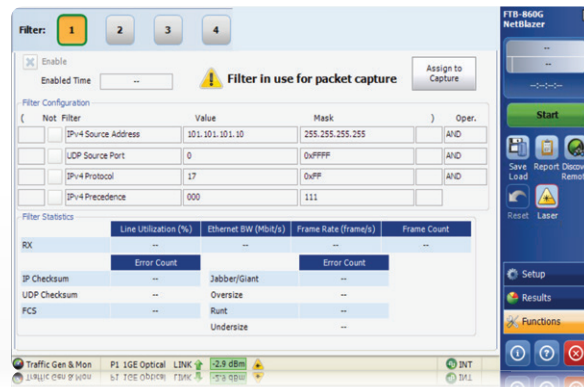 FTB-860G
NetBlazer
Filter: 1 2 3 4
--
--
--:--:--
Enable
Enabled Time --
Filter in use for packet capture
Assign to
Capture
Start
Filter Configuration
( Not Filter Value Mask ) Oper.
IPv4 Source Address 101.101.101.10 255.255.255.255 AND
UDP Source Port 0 0xFFFF AND
IPv4 Protocol 17 0xFF AND
IPv4 Precedence 000 111
Save
Load
Report
Discov
Remot
Reset Laser
Filter Statistics
Line Utilization (%) Ethernet BW (Mbit/s) Frame Rate (frame/s) Frame Count
RX -- -- -- --
Error Count Error Count
IP Checksum -- Jabber/Giant --
UDP Checksum -- Oversize --
FCS -- Runt --
Undersize --
Setup
Results
Functions
Traffic Gen & Mon P1 1GE Optical LINK -2.9 dBm INT